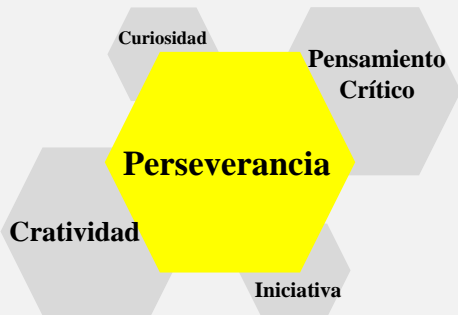 Curiosidad
Pensamiento
Crítico
Perseverancia
Cratividad
Iniciativa